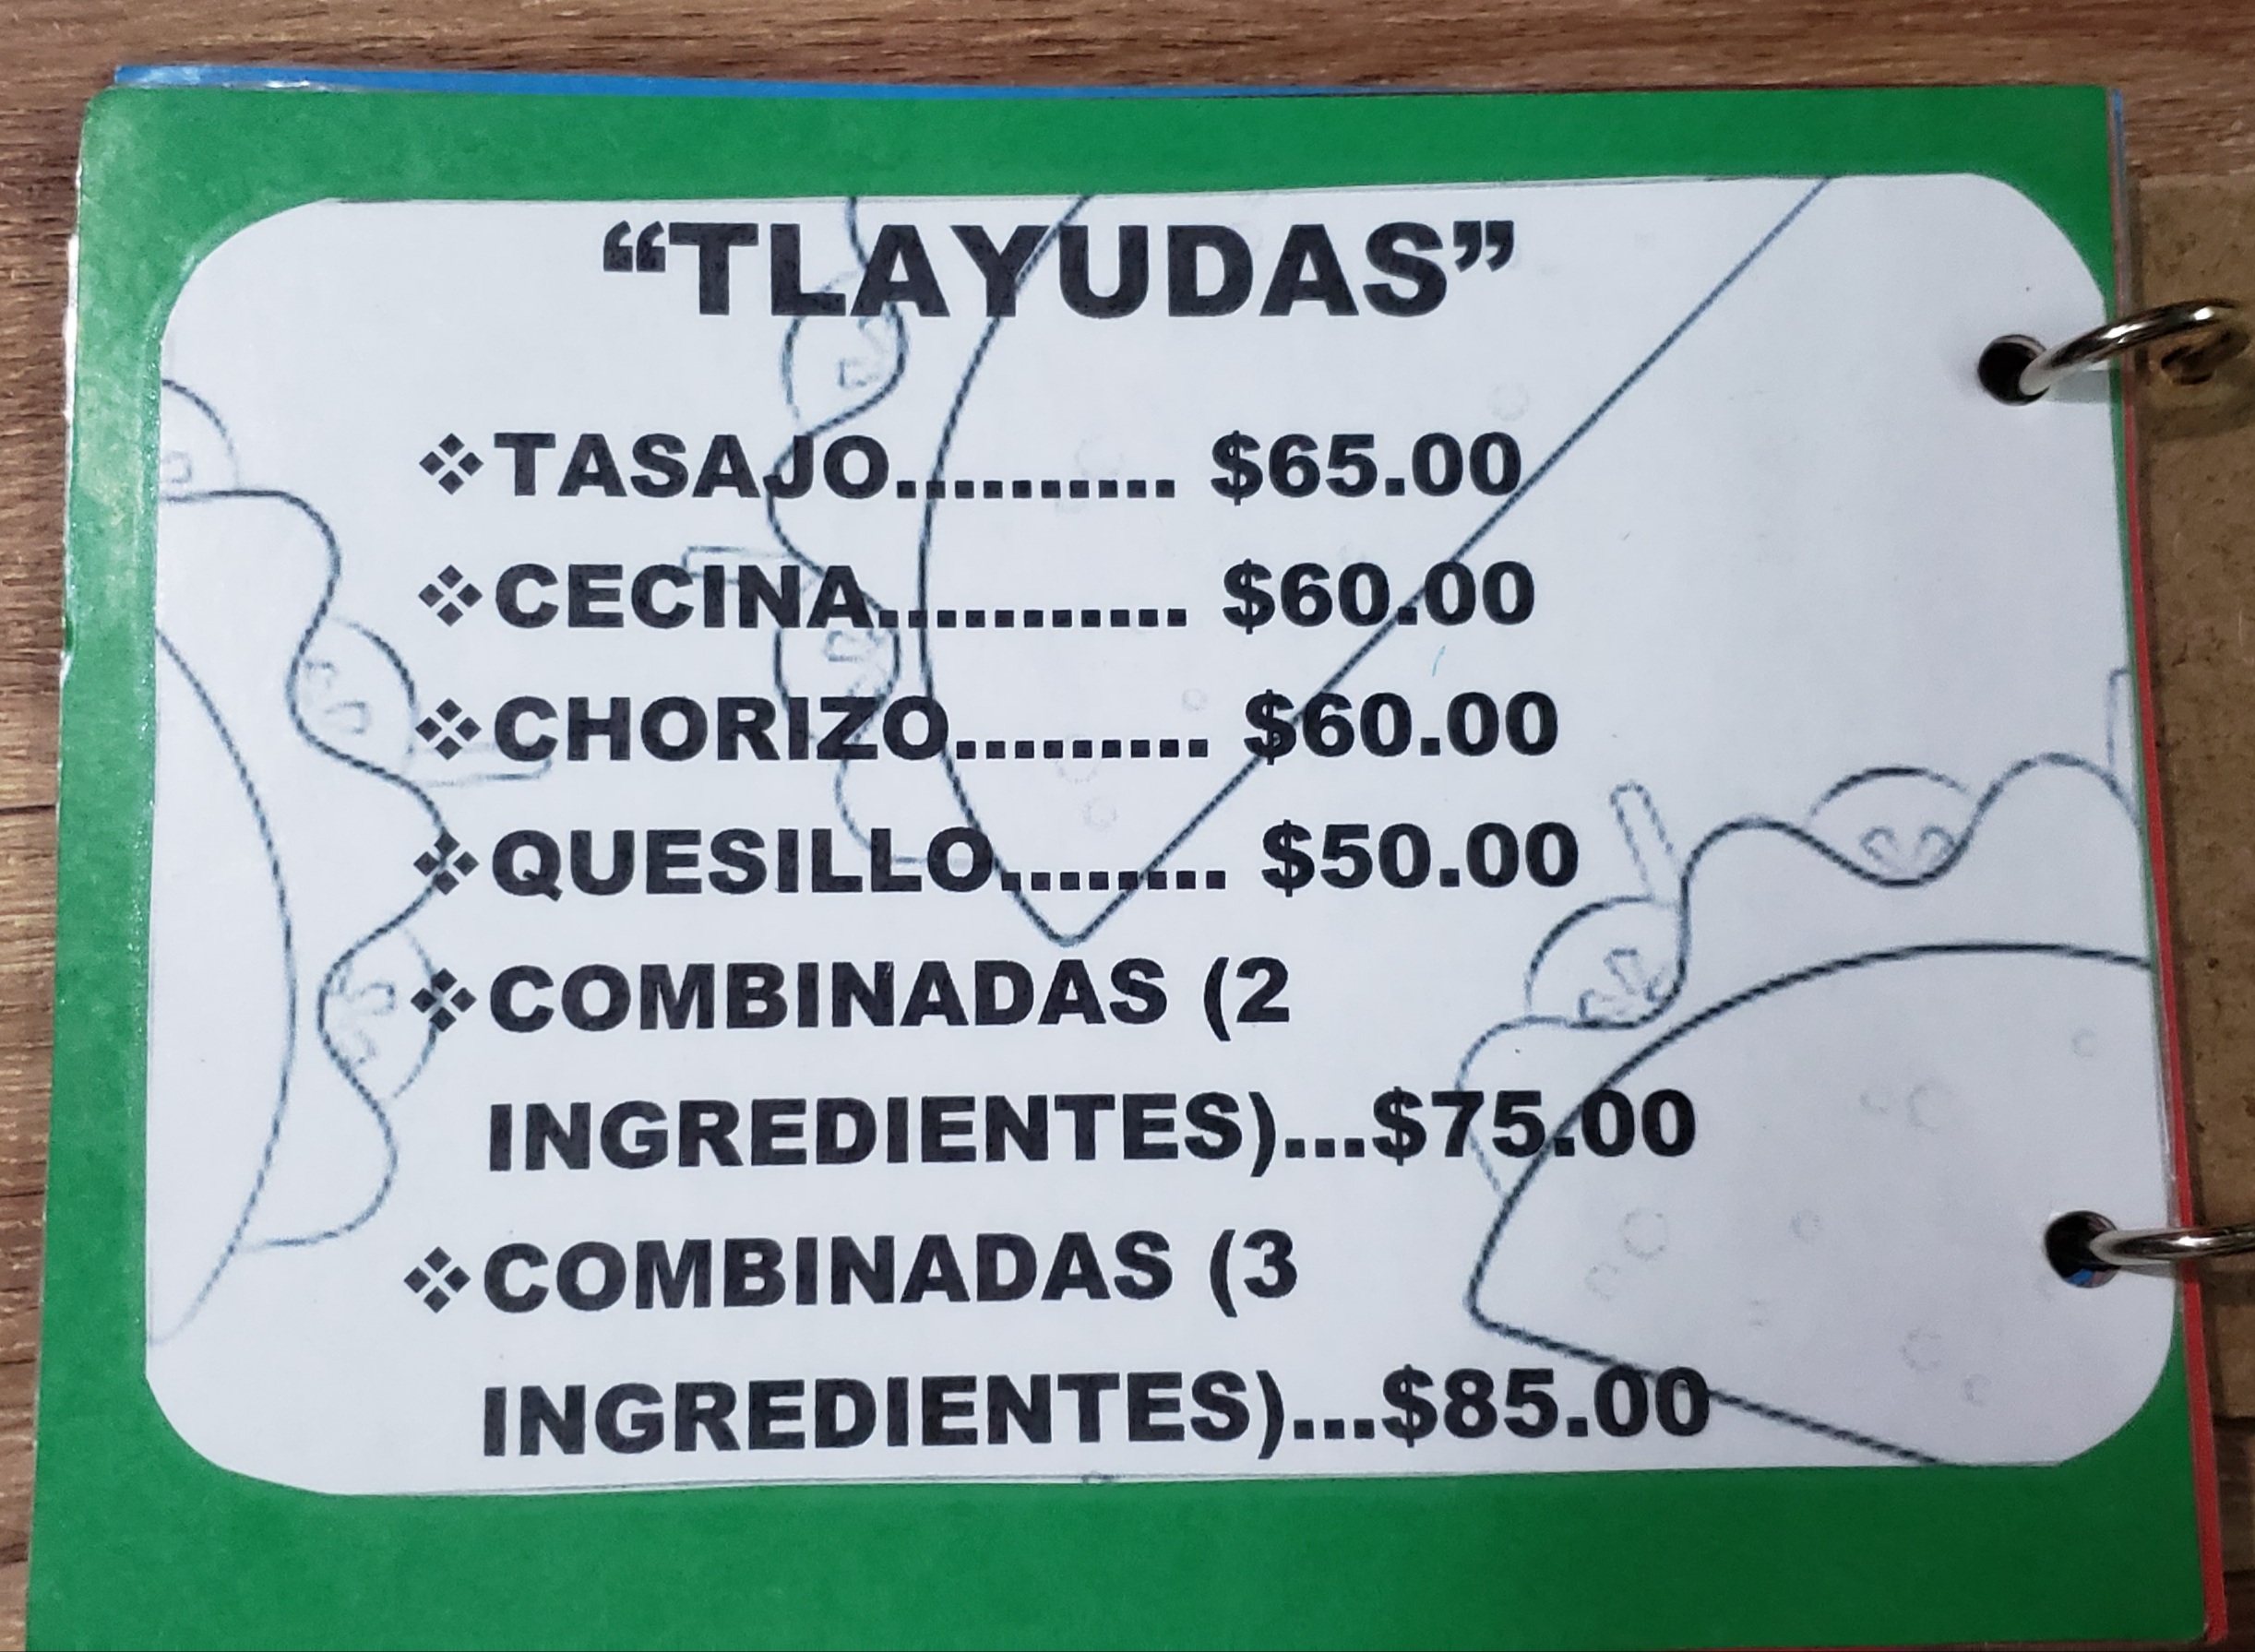 “TLAYUDAS”
❖TASAJO.......... $65.00
❖CECINA........... $60.00
❖CHORIZO......... $60.00
❖QUESILLO........ $50.00
❖COMBINADAS (2
INGREDIENTES)...$75.00
❖COMBINADAS (3
INGREDIENTES)...$85.00